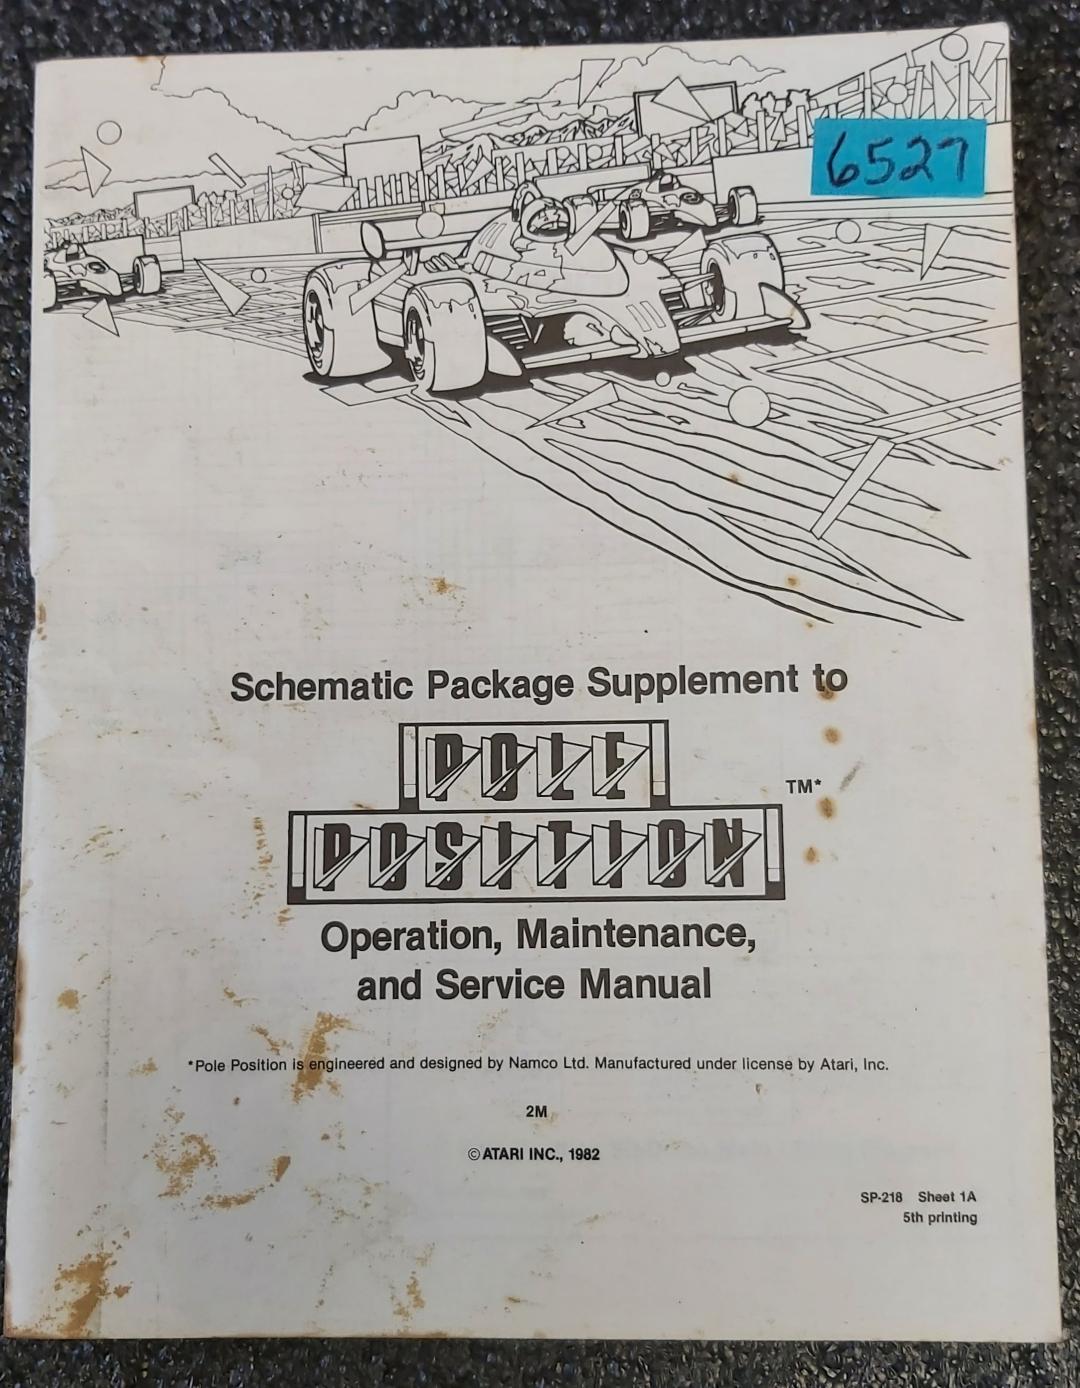 6527
Schematic Package Supplement to
POLE
POSITION TM*
Operation, Maintenance,
and Service Manual
*Pole Position is engineered and designed by Namco Ltd. Manufactured under license by Atari, Inc.
2M
©ATARI INC., 1982
SP-218 Sheet 1A
5th printing